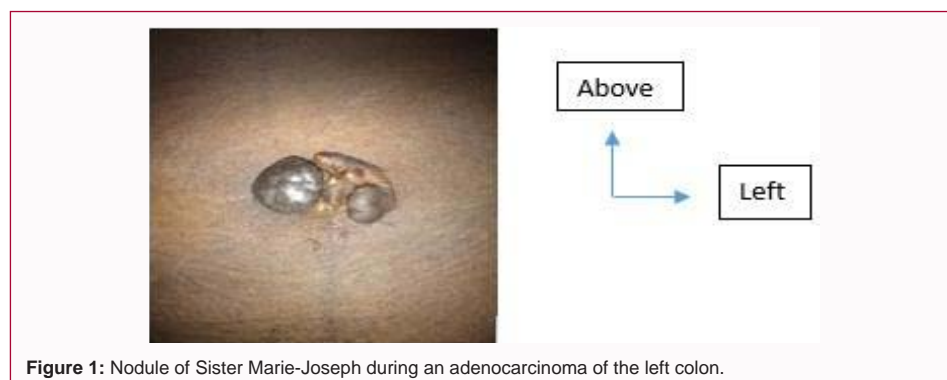 Above
Left
Figure 1: Nodule of Sister Marie-Joseph during an adenocarcinoma of the left colon.